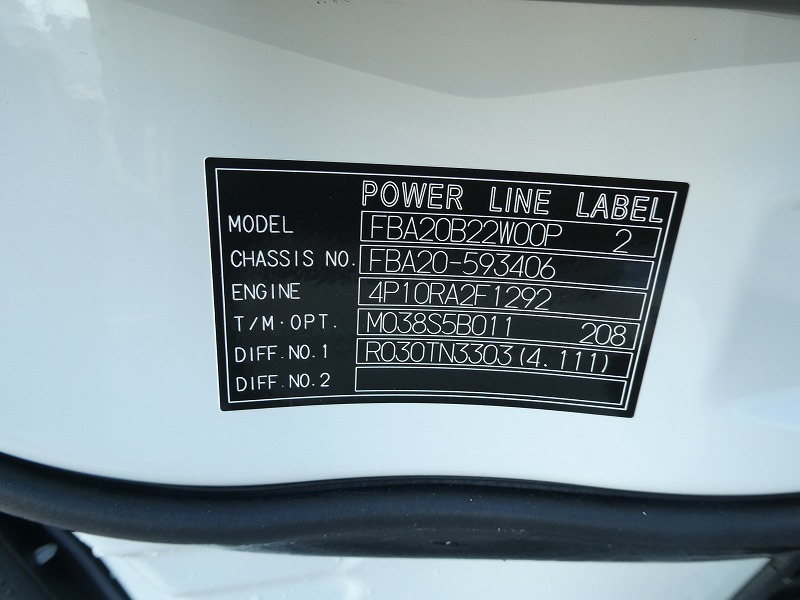 POWER LINE LABEL
MODEL FBA20B22W00P 2
CHASSIS NO. FBA20-593406
ENGINE 4P10RA2F1292
T/M·OPT. M038S5B011 208
DIFF.NO.1 R030TN3303(4.111)
DIFF.NO.2